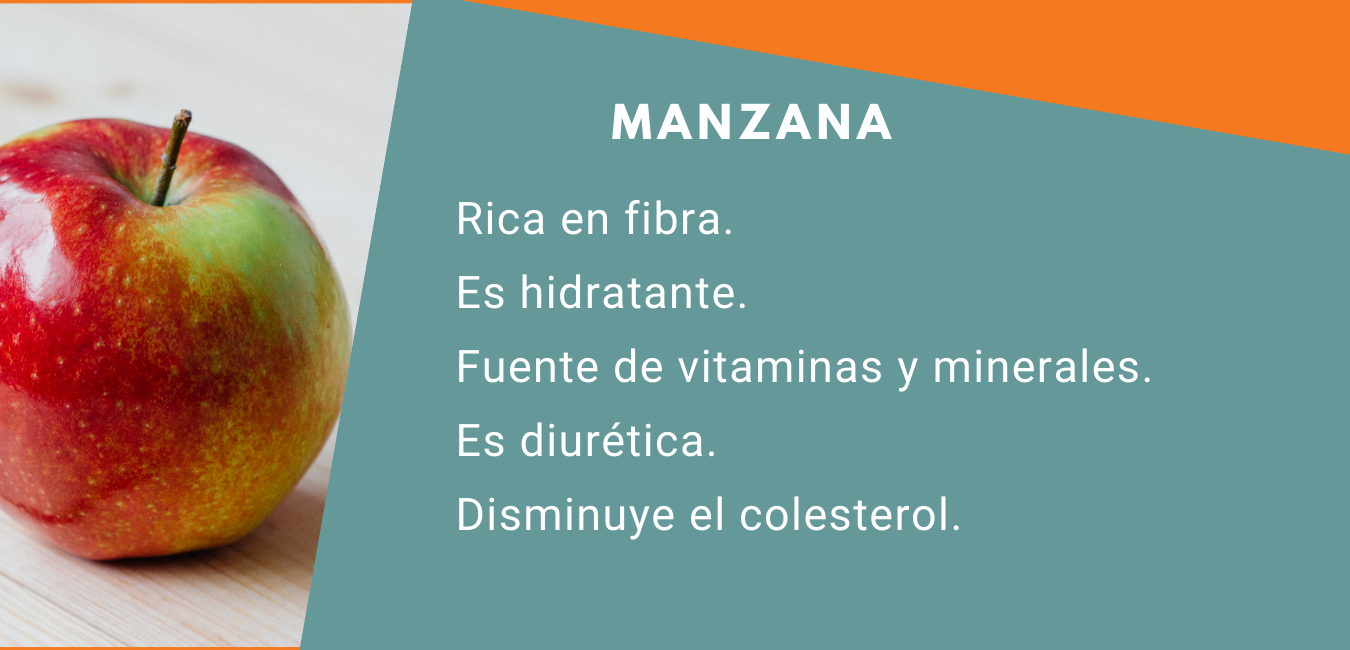 MANZANA
Rica en fibra.
Es hidratante.
Fuente de vitaminas y minerales.
Es diurética.
Disminuye el colesterol.